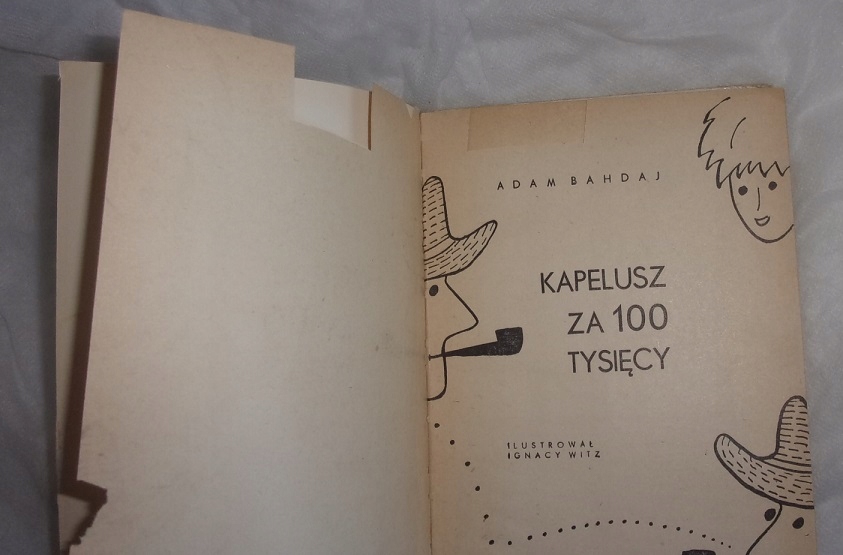 ADAM BAHDAJ
KAPELUSZ
ZA 100
TYSIĘCY
ILUSTROWAŁ
IGNACY WITZ